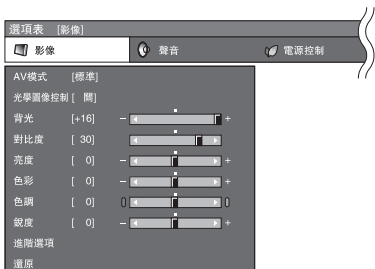 選項表 [影像]
影像 聲音 電源控制
AV模式 [標準]
光學圖像控制 [ 關]
背光 [+16] − +
對比度 [ 30]
亮度 [ 0] − +
色彩 [ 0] − +
色調 [ 0]
銳度 [ 0] − +
進階選項
還原